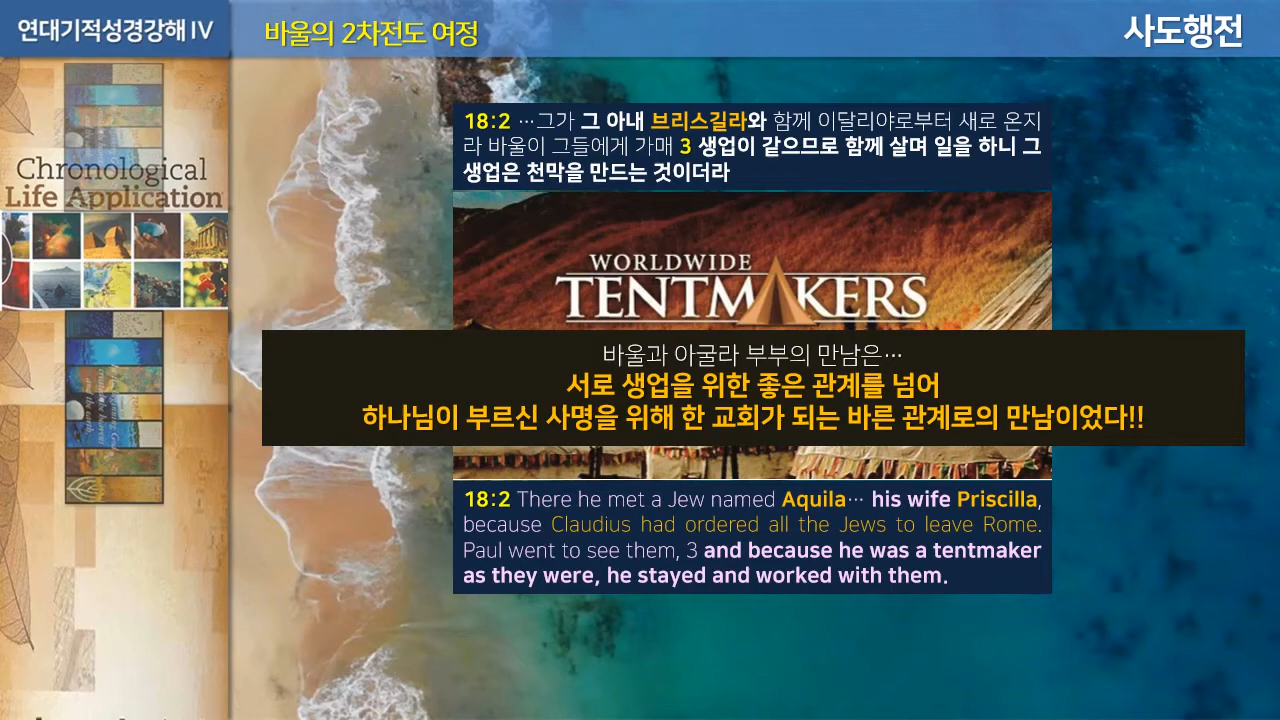 연대기적성경강해 IV
바울의 2차전도 여정
사도행전
Chronological
Life Application
18:2 …그가 그 아내 브리스길라와 함께 이달리야로부터 새로 온지
라 바울이 그들에게 가매 3 생업이 같으므로 함께 살며 일을 하니 그
생업은 천막을 만드는 것이더라
WORLDWIDE
TENTMAKERS
바울과 아굴라 부부의 만남은…
서로 생업을 위한 좋은 관계를 넘어
하나님이 부르신 사명을 위해 한 교회가 되는 바른 관계로의 만남이었다!!
18:2 There he met a Jew named Aquila… his wife Priscilla,
because Claudius had ordered all the Jews to leave Rome.
Paul went to see them, 3 and because he was a tentmaker
as they were, he stayed and worked with them.